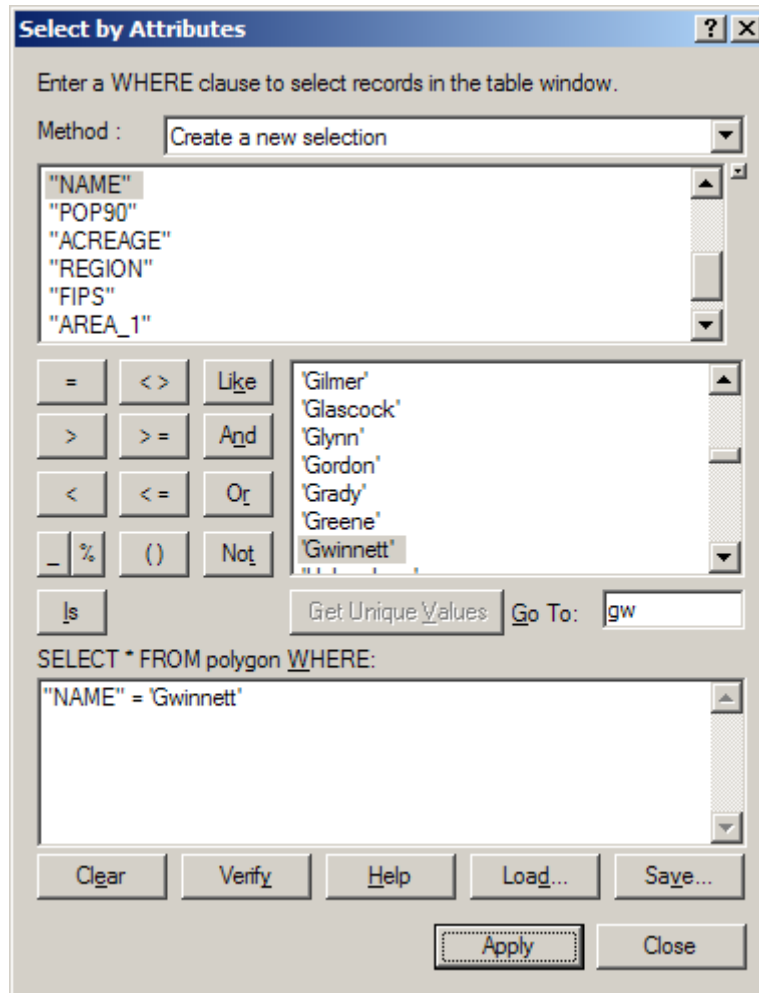 Select by Attributes
Enter a WHERE clause to select records in the table window.
Method : Create a new selection
"NAME"
"POP90"
"ACREAGE"
"REGION"
"FIPS"
"AREA_1"
= < > Like
> > = And
< < = Or
_ % ( ) Not
Is
'Gilmer'
'Glascock'
'Glynn'
'Gordon'
'Grady'
'Greene'
'Gwinnett'
Get Unique Values Go To: gw
SELECT * FROM polygon WHERE:
"NAME" = 'Gwinnett'
Clear Verify Help Load... Save...
Apply Close